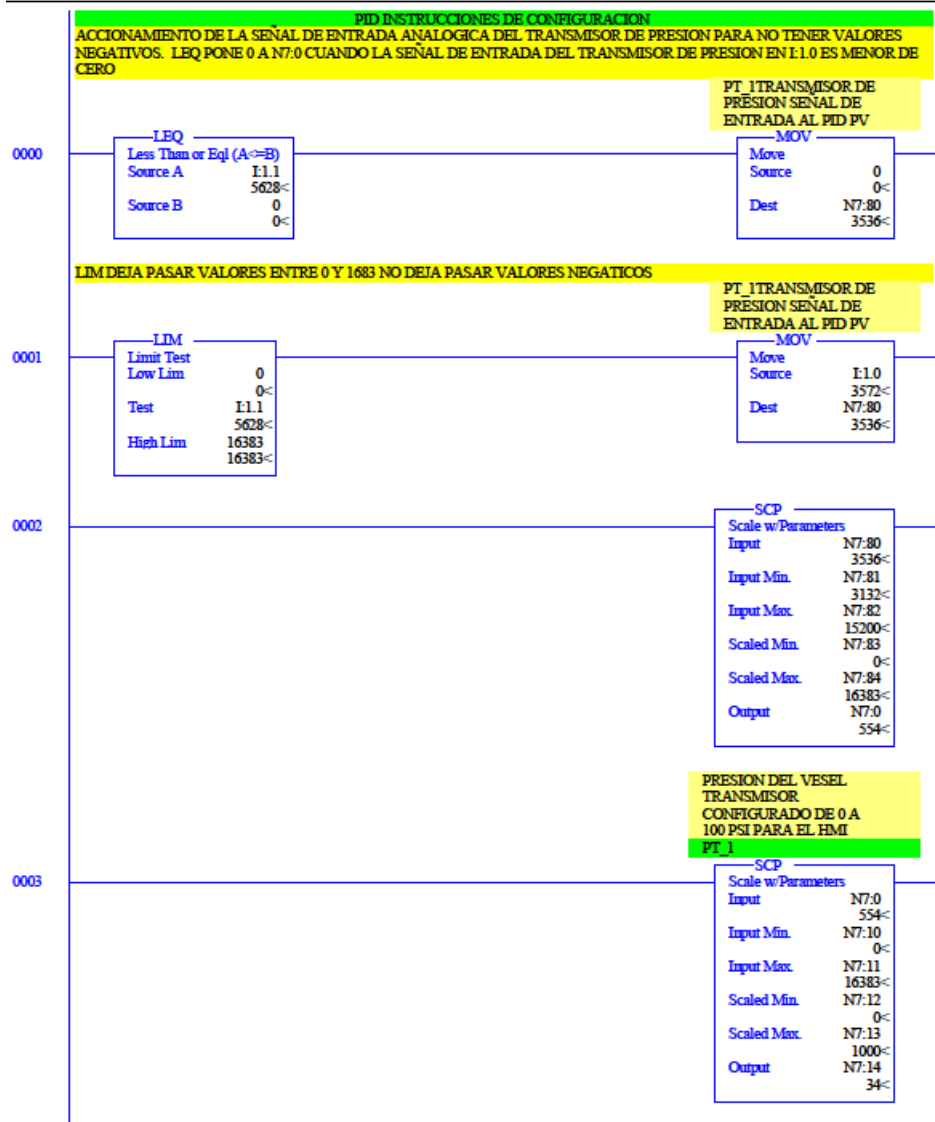 PID INSTRUCCIONES DE CONFIGURACION
ACCIONAMIENTO DE LA SEÑAL DE ENTRADA ANALOGICA DEL TRANSMISOR DE PRESION PARA NO TENER VALORES
NEGATIVOS. LEQ PONE 0 A N7:0 CUANDO LA SEÑAL DE ENTRADA DEL TRANSMISOR DE PRESION EN I:1.0 ES MENOR DE
CERO
PT_1TRANSMISOR DE
PRESION SEÑAL DE
ENTRADA AL PID PV
0000
LEQ
Less Than or Eql (A<=B)
Source A I:1.1
5628<
Source B 0
0<
MOV
Move
Source 0
0<
Dest N7:80
3536<
LIM DEJA PASAR VALORES ENTRE 0 Y 1683 NO DEJA PASAR VALORES NEGATICOS
PT_1TRANSMISOR DE
PRESION SEÑAL DE
ENTRADA AL PID PV
0001
LIM
Limit Test
Low Lim 0
0<
Test I:1.1
5628<
High Lim 16383
16383<
MOV
Move
Source I:1.0
3572<
Dest N7:80
3536<
0002
SCP
Scale w/Parameters
Input N7:80
3536<
Input Min. N7:81
3132<
Input Max. N7:82
15200<
Scaled Min. N7:83
0<
Scaled Max. N7:84
16383<
Output N7:0
554<
PRESION DEL VESEL
TRANSMISOR
CONFIGURADO DE 0 A
100 PSI PARA EL HMI
PT_1
0003
SCP
Scale w/Parameters
Input N7:0
554<
Input Min. N7:10
0<
Input Max. N7:11
16383<
Scaled Min. N7:12
0<
Scaled Max. N7:13
1000<
Output N7:14
34<